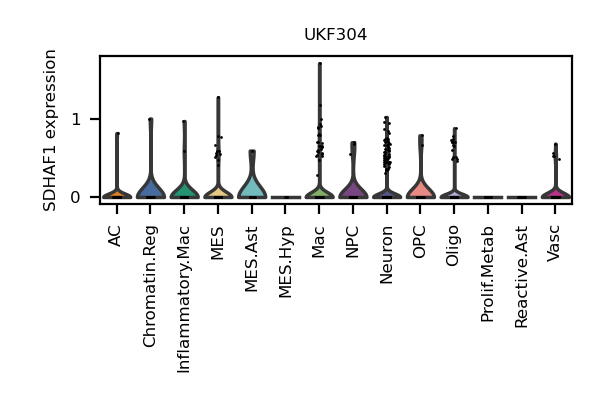 UKF304
SDHAF1 expression
1
0
AC
Chromatin.Reg
Inflammatory.Mac
MES
MES.Ast
MES.Hyp
Mac
NPC
Neuron
OPC
Oligo
Prolif.Metab
Reactive.Ast
Vasc